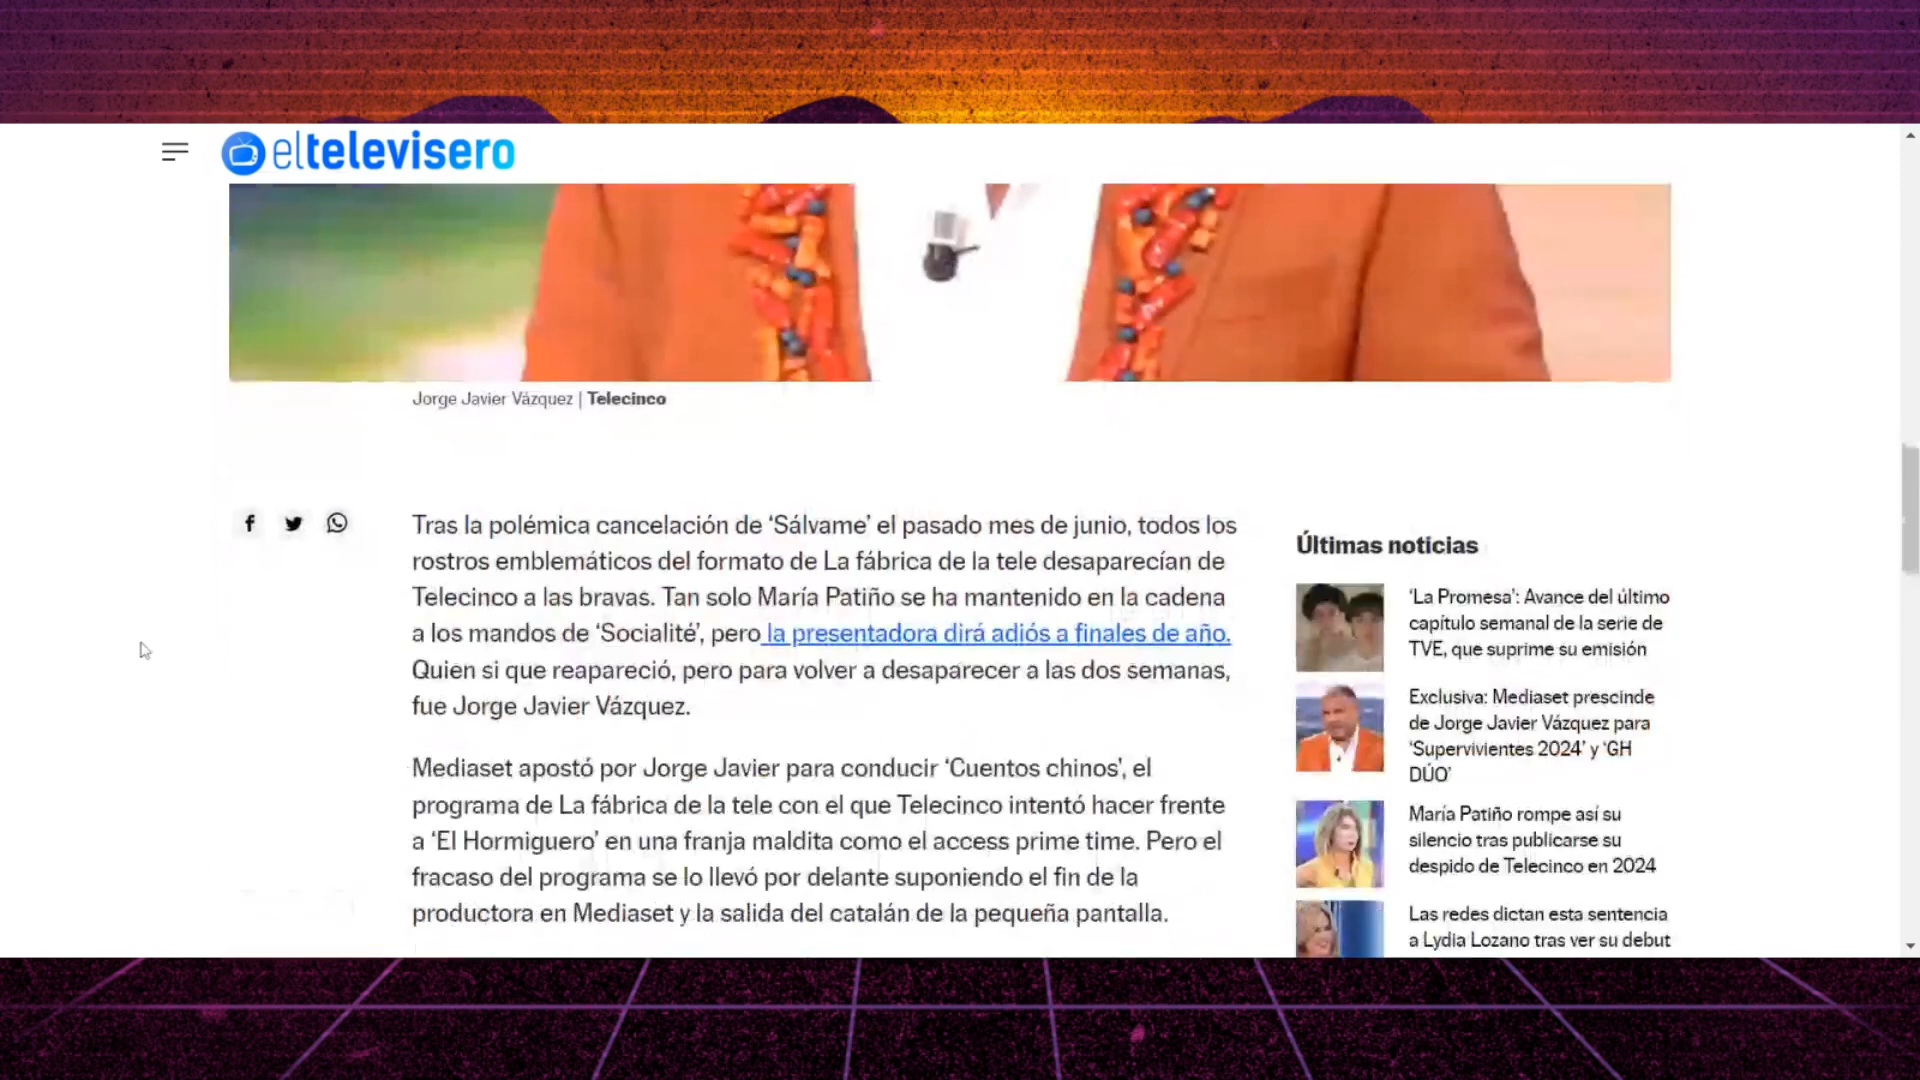 eltelevisero
Jorge Javier Vázquez | Telecinco
Tras la polémica cancelación de ‘Sálvame’ el pasado mes de junio, todos los
rostros emblemáticos del formato de La fábrica de la tele desaparecían de
Telecinco a las bravas. Tan solo María Patiño se ha mantenido en la cadena
a los mandos de ‘Socialité’, pero la presentadora dirá adiós a finales de año.
Quien si que reapareció, pero para volver a desaparecer a las dos semanas,
fue Jorge Javier Vázquez.
Mediaset apostó por Jorge Javier para conducir ‘Cuentos chinos’, el
programa de La fábrica de la tele con el que Telecinco intentó hacer frente
a ‘El Hormiguero’ en una franja maldita como el access prime time. Pero el
fracaso del programa se lo llevó por delante suponiendo el fin de la
productora en Mediaset y la salida del catalán de la pequeña pantalla.
Últimas noticias
‘La Promesa’: Avance del último
capítulo semanal de la serie de
TVE, que suprime su emisión
Exclusiva: Mediaset prescinde
de Jorge Javier Vázquez para
‘Supervivientes 2024’ y ‘GH
DÚO’
María Patiño rompe así su
silencio tras publicarse su
despido de Telecinco en 2024
Las redes dictan esta sentencia
a Lydia Lozano tras ver su debut